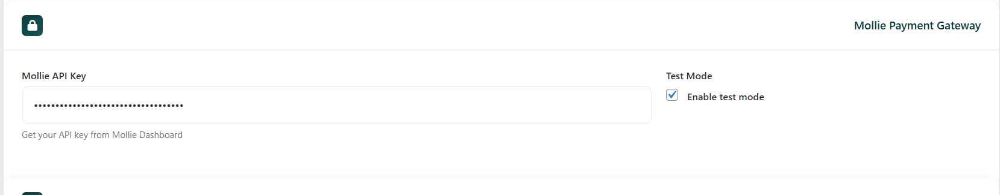 Mollie Payment Gateway
Mollie API Key
••••••••••••••••••••••••••••••••••••
Get your API key from Mollie Dashboard
Test Mode
Enable test mode